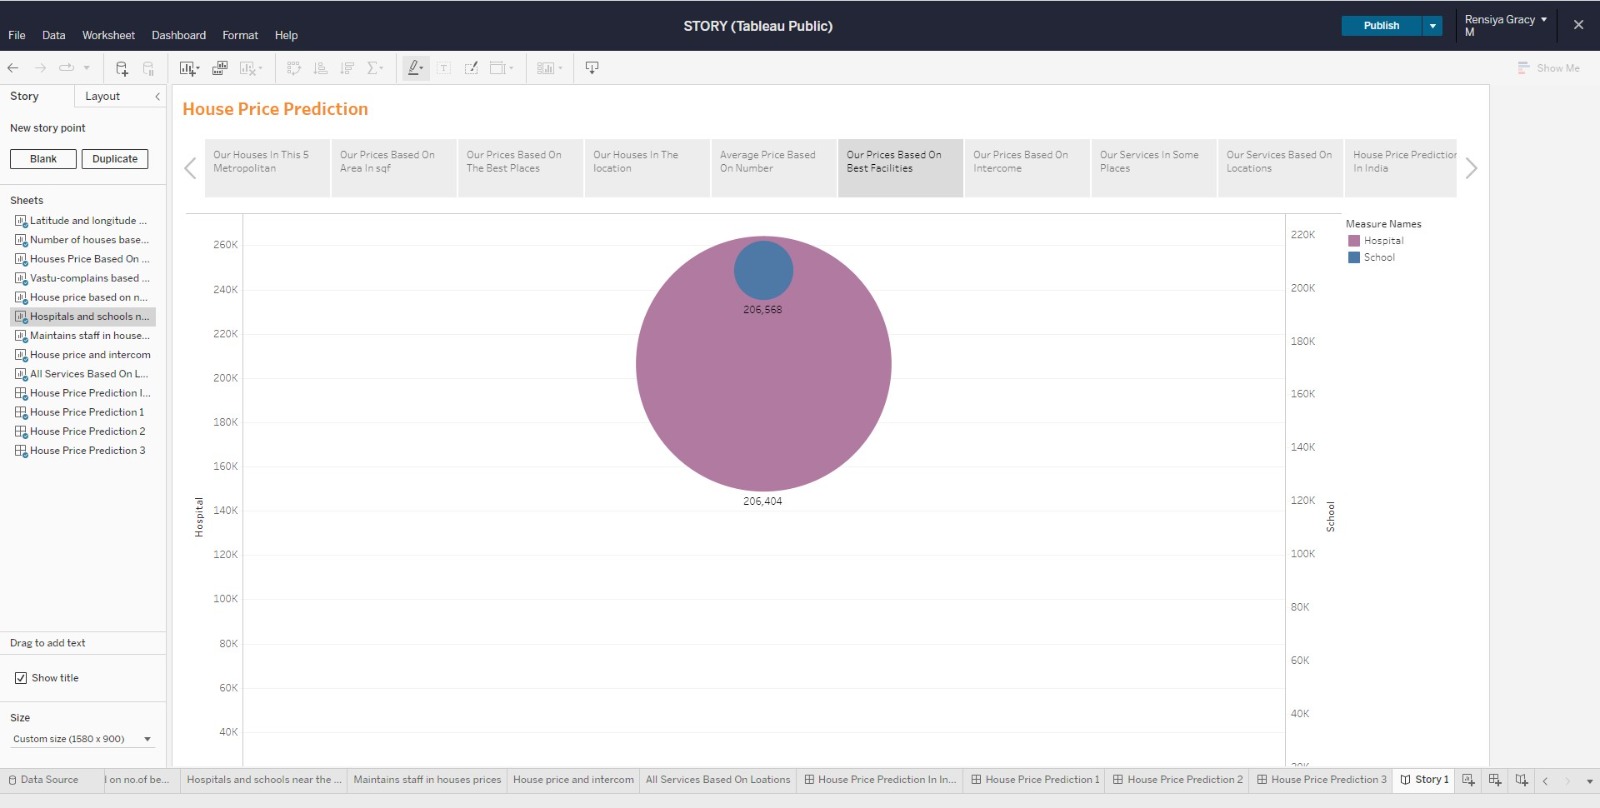 STORY (Tableau Public)
Publish
Rensiya Gracy
M
File Data Worksheet Dashboard Format Help
Show Me
Story Layout
New story point
Blank Duplicate
Sheets
Latitude and longitude ...
Number of houses base...
Houses Price Based On ...
Vastu-complains based ...
House price based on n...
Hospitals and schools n...
Maintains staff in house...
House price and intercom
All Services Based On L...
House Price Prediction I...
House Price Prediction 1
House Price Prediction 2
House Price Prediction 3
Drag to add text
Show title
Size
Custom size (1580 x 900)
House Price Prediction
Our Houses In This 5
Metropolitan
Our Prices Based On
Area In sqf
Our Prices Based On
The Best Places
Our Houses In The
location
Average Price Based
On Number
Our Prices Based On
Best Facilities
Our Prices Based On
Intercome
Our Services In Some
Places
Our Services Based On
Locations
House Price Prediction
In India
Hospital
260K
240K
220K
200K
180K
160K
140K
120K
100K
80K
60K
40K
206,568
206,404
220K
200K
180K
160K
140K
120K
100K
80K
60K
40K
20K
School
Measure Names
Hospital
School
Data Source
l on no.of be...
Hospitals and schools near the ...
Maintains staff in houses prices
House price and intercom
All Services Based On Loations
House Price Prediction In In...
House Price Prediction 1
House Price Prediction 2
House Price Prediction 3
Story 1